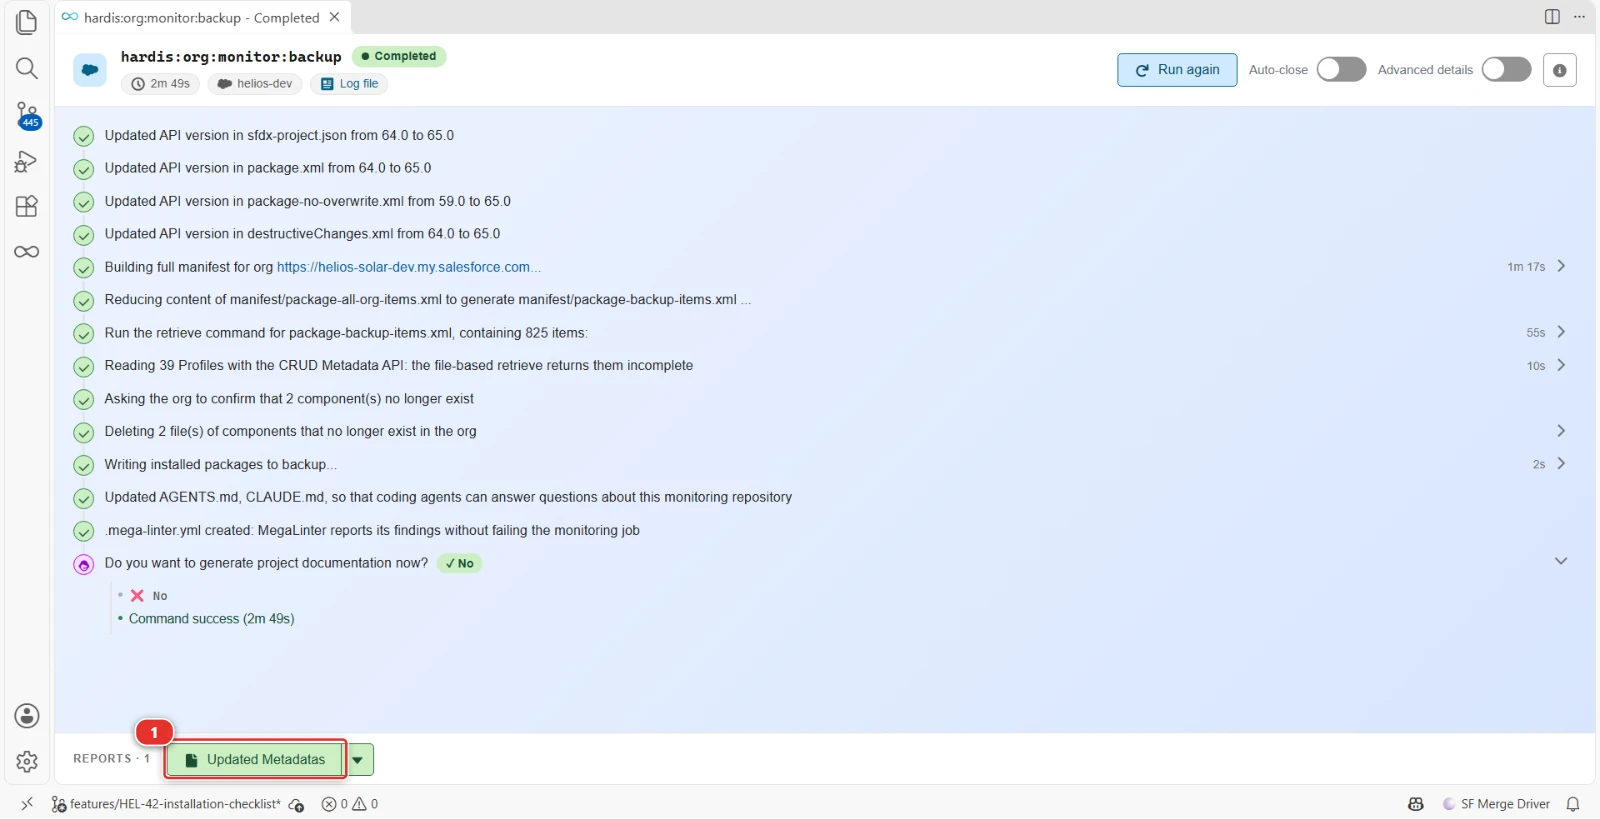 hardis:org:monitor:backup - Completed
hardis:org:monitor:backup
Completed
2m 49s
helios-dev
Log file
Run again
Auto-close
Advanced details
445
Updated API version in sfdx-project.json from 64.0 to 65.0
Updated API version in package.xml from 64.0 to 65.0
Updated API version in package-no-overwrite.xml from 59.0 to 65.0
Updated API version in destructiveChanges.xml from 64.0 to 65.0
Building full manifest for org https://helios-solar-dev.my.salesforce.com... 1m 17s
Reducing content of manifest/package-all-org-items.xml to generate manifest/package-backup-items.xml ...
Run the retrieve command for package-backup-items.xml, containing 825 items: 55s
Reading 39 Profiles with the CRUD Metadata API: the file-based retrieve returns them incomplete 10s
Asking the org to confirm that 2 component(s) no longer exist
Deleting 2 file(s) of components that no longer exist in the org
Writing installed packages to backup... 2s
Updated AGENTS.md, CLAUDE.md, so that coding agents can answer questions about this monitoring repository
.mega-linter.yml created: MegaLinter reports its findings without failing the monitoring job
Do you want to generate project documentation now? ✓ No
• ❌ No
• Command success (2m 49s)
1
REPORTS · 1
Updated Metadatas
features/HEL-42-installation-checklist* 0 0
SF Merge Driver